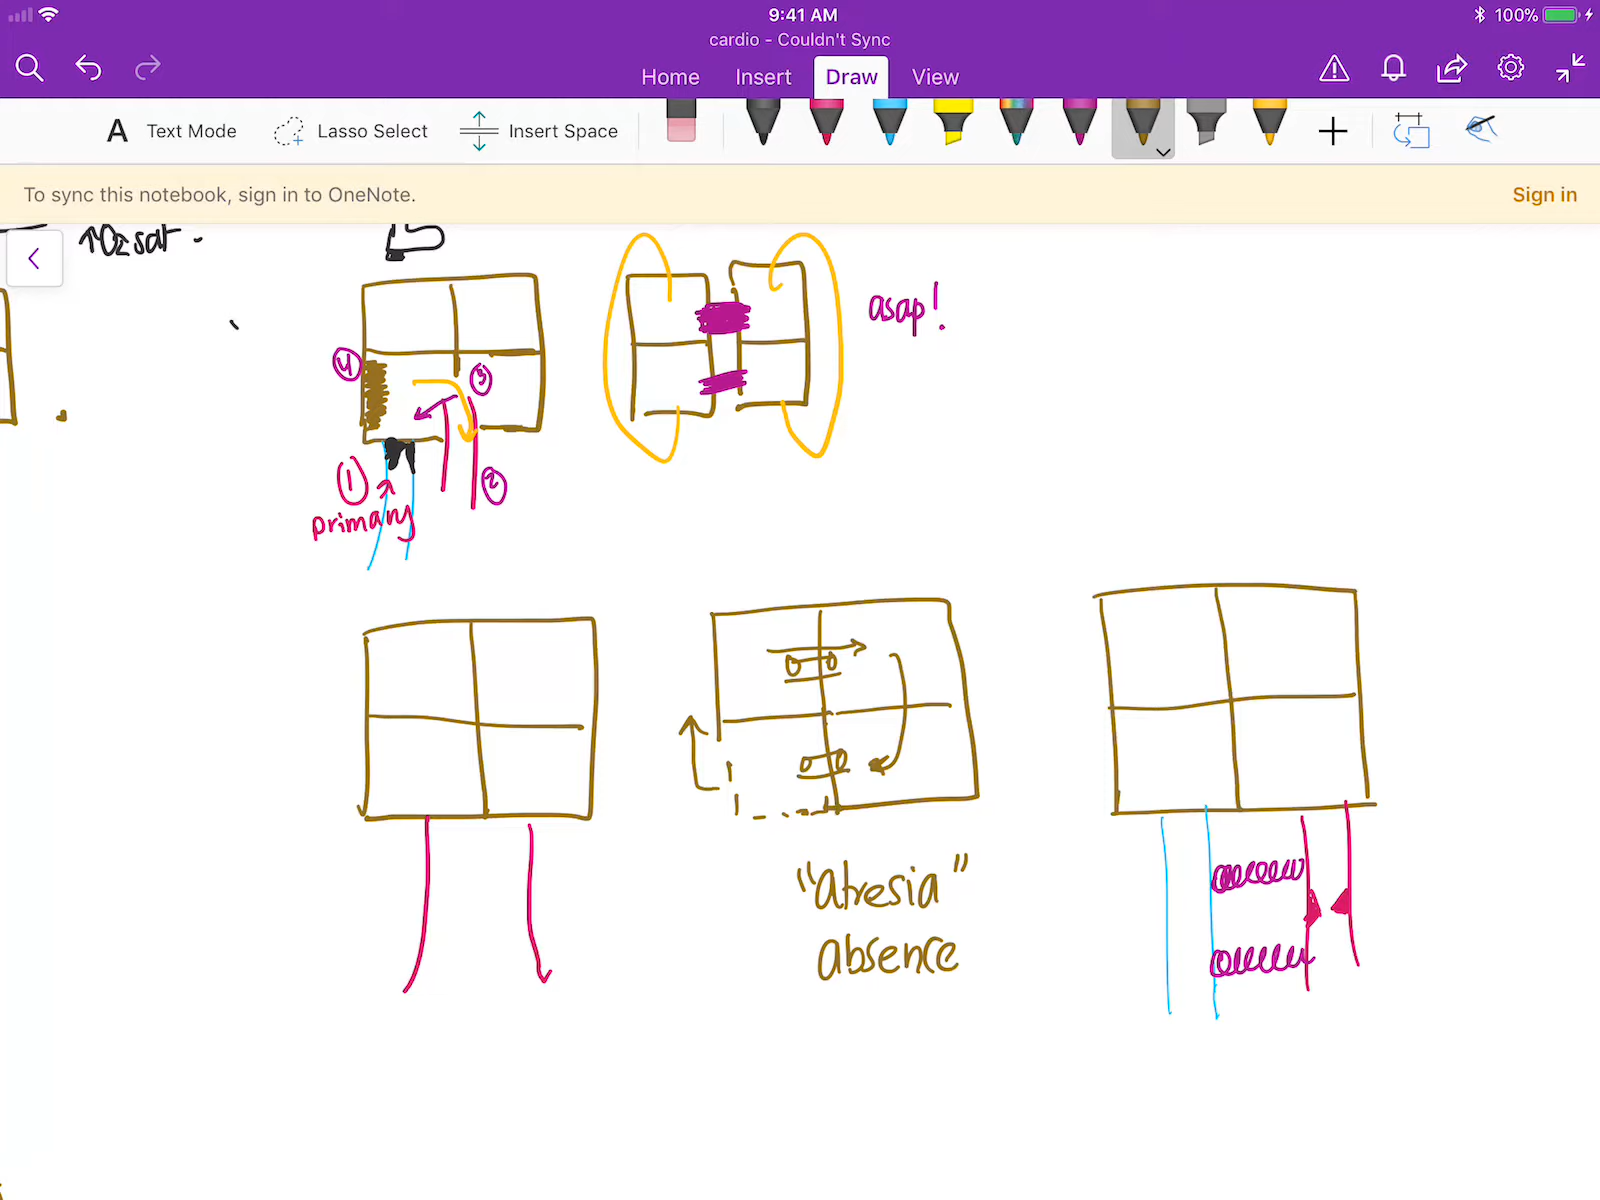 9:41 AM
100%
cardio - Couldn't Sync
Home Insert Draw View
A Text Mode Lasso Select Insert Space
To sync this notebook, sign in to OneNote. Sign in
↑O2 sat.
asap!
4
3
1
2
primary
"atresia"
absence